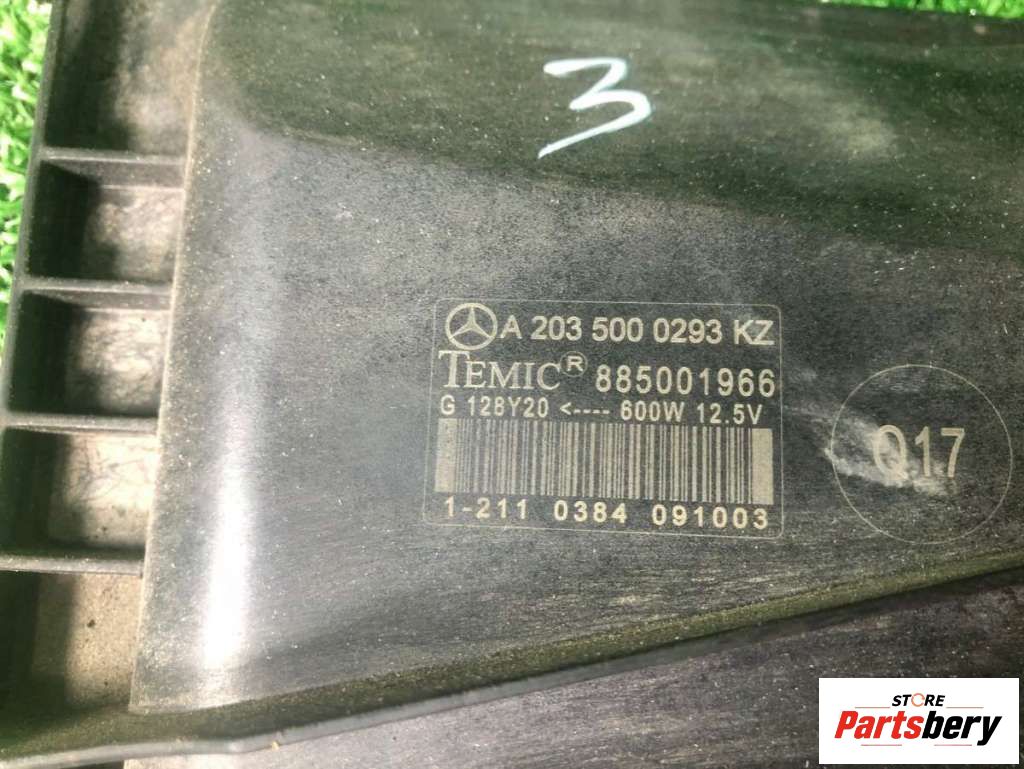 3
A 203 500 0293 KZ
TEMIC® 885001966
G 128Y20 <---- 600W 12.5V
1-211 0384 091003
Q17
STORE
Partsbery